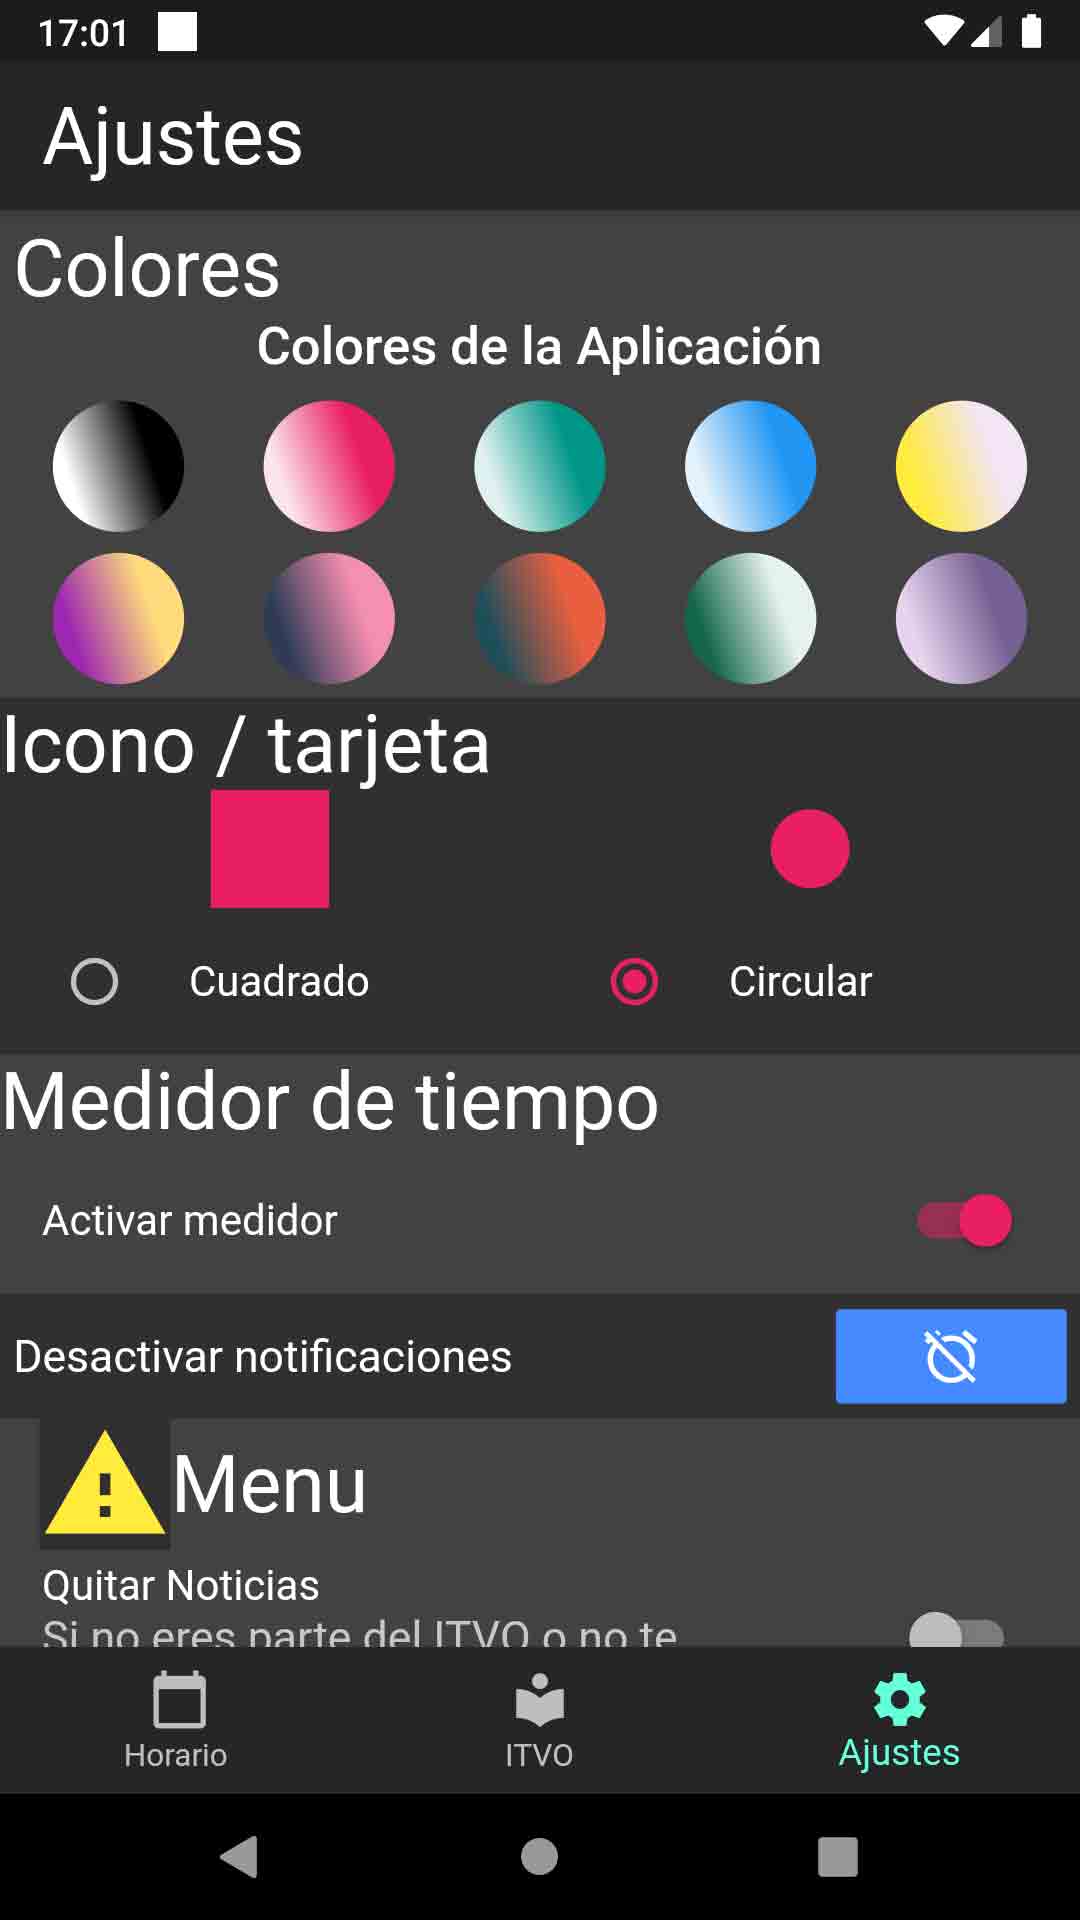 17:01
Ajustes
Colores
Colores de la Aplicación
Icono / tarjeta
Cuadrado
Circular
Medidor de tiempo
Activar medidor
Desactivar notificaciones
Menu
Quitar Noticias
Si no eres parte del ITVO o no te
Horario
ITVO
Ajustes